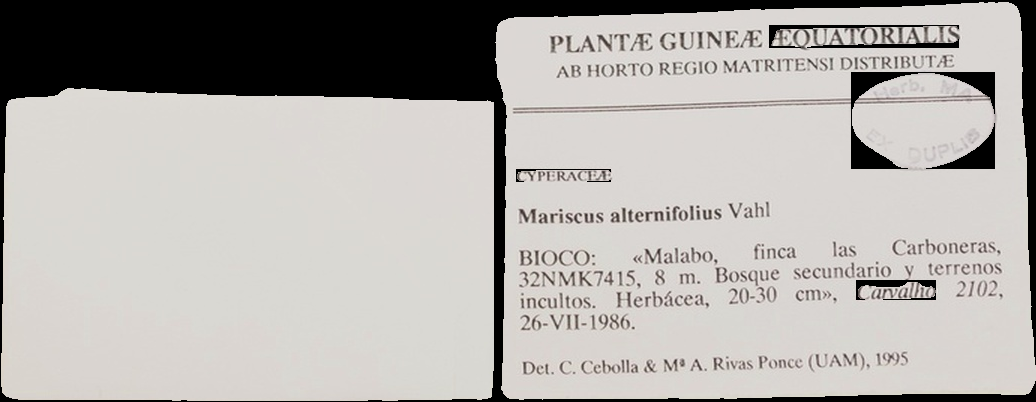 PLANTÆ GUINEÆ ÆQUATORIALIS
AB HORTO REGIO MATRITENSI DISTRIBUTÆ
Herb. MA
EX DUPLIS
CYPERACEÆ
Mariscus alternifolius Vahl
BIOCO: «Malabo, finca las Carboneras,
32NMK7415, 8 m. Bosque secundario y terrenos
incultos. Herbácea, 20-30 cm», Carvalho 2102,
26-VII-1986.
Det. C. Cebolla & Mª A. Rivas Ponce (UAM), 1995